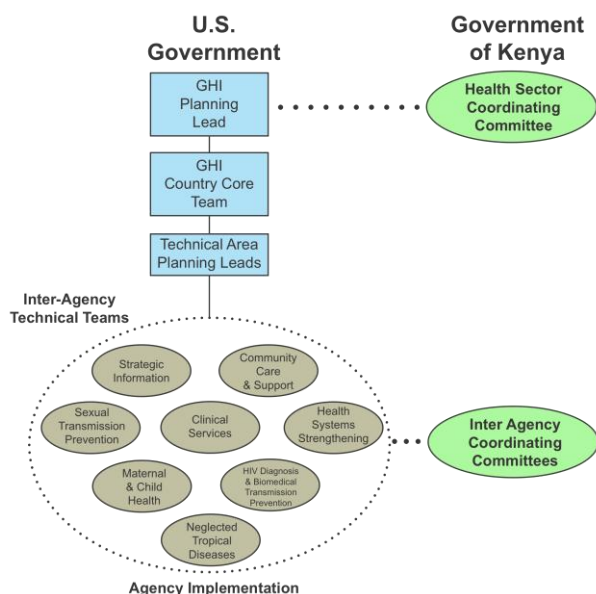 U.S.
Government
Government
of Kenya
GHI
Planning
Lead
Health Sector
Coordinating
Committee
GHI
Country Core
Team
Technical Area
Planning Leads
Inter-Agency
Technical Teams
Strategic
Information
Community
Care
& Support
Sexual
Transmission
Prevention
Clinical
Services
Health
Systems
Strengthening
Inter Agency
Coordinating
Committees
Maternal
& Child
Health
HIV Diagnosis
& Biomedical
Transmission
Prevention
Neglected
Tropical
Diseases
Agency Implementation